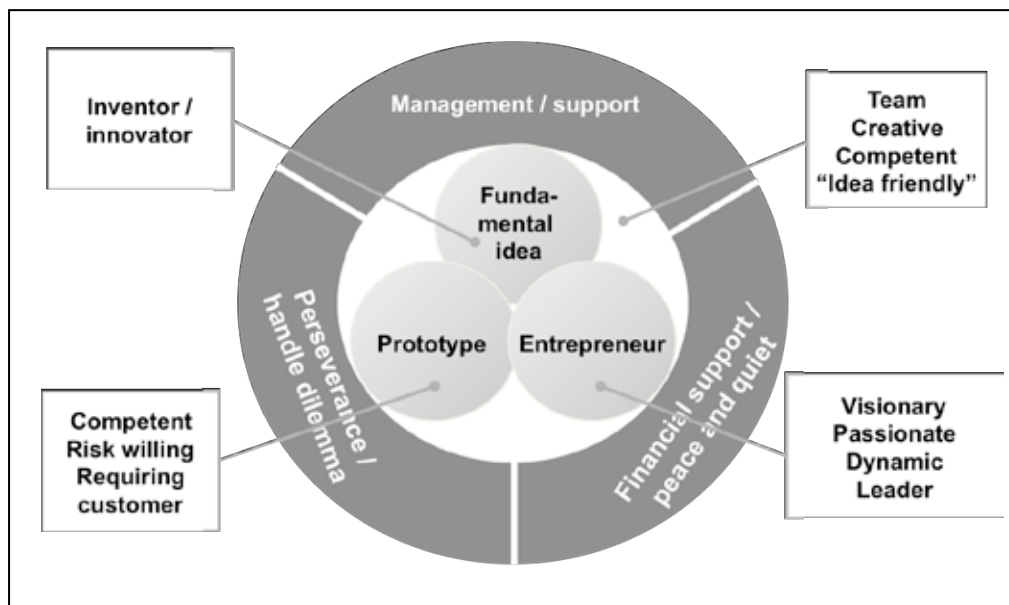 Inventor /
innovator
Management / support
Team
Creative
Competent
“Idea friendly”
Funda-
mental
idea
Prototype
Entrepreneur
Perseverance /
handle dilemma
Financial support /
peace and quiet
Competent
Risk willing
Requiring
customer
Visionary
Passionate
Dynamic
Leader